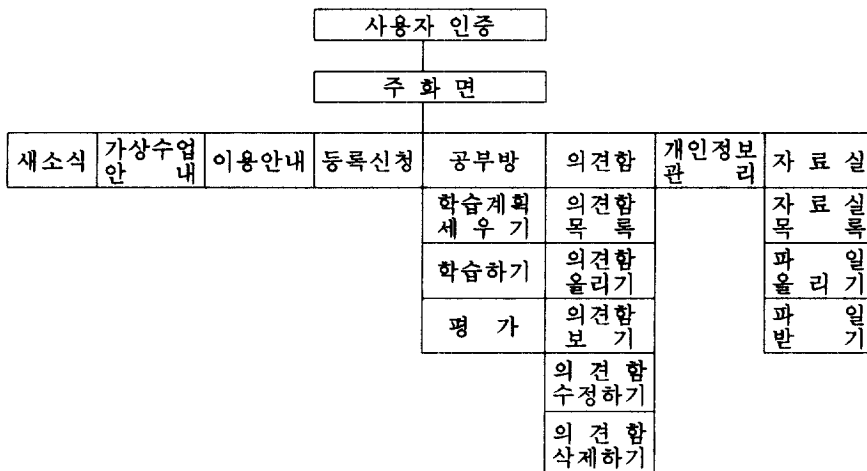 사용자 인증
주 화 면
새소식 가상수업 이용안내 등록신청 공부방 의견함 개인정보 자 료 실
안 내 관 리
학습계획 의견함 자 료 실
세 우 기 목 록 목 록
학습하기 의견함 파 일
올리기 올 리 기
평 가 의견함 파 일
보 기 받 기
의 견 함
수정하기
의 견 함
삭제하기